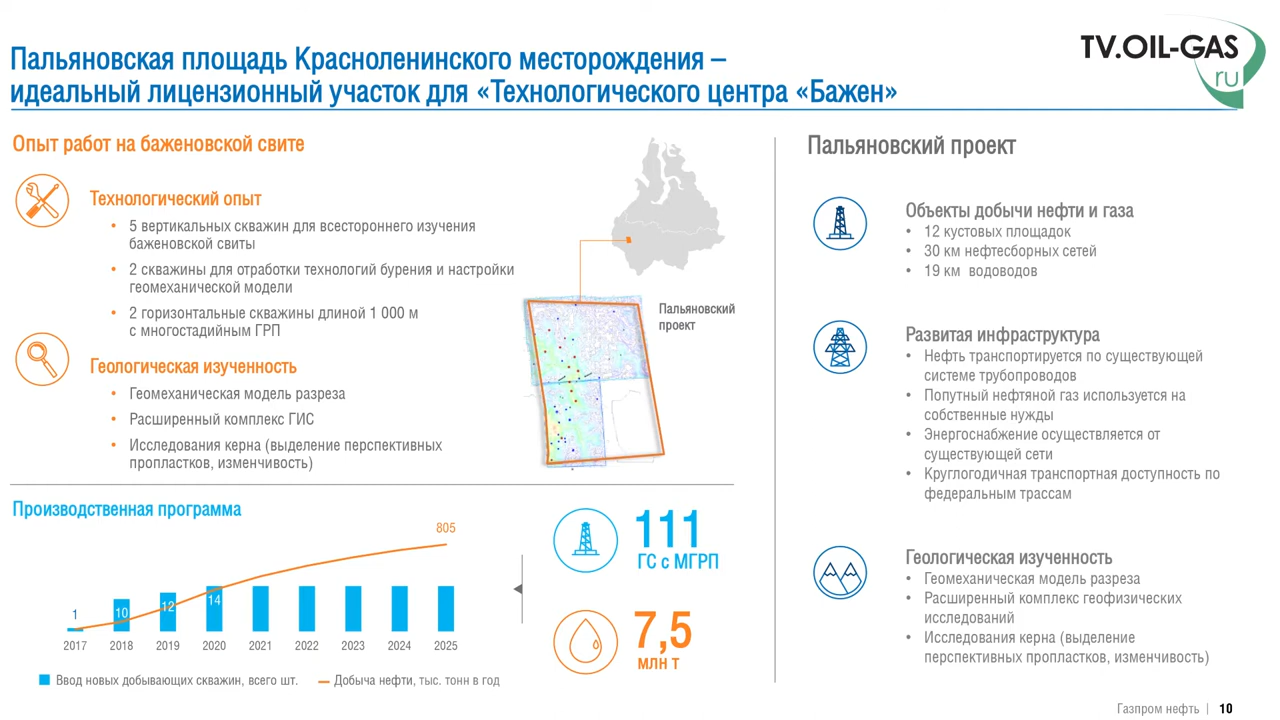 Пальяновская площадь Красноленинского месторождения –
идеальный лицензионный участок для «Технологического центра «Бажен»
TV.OIL-GAS
ru
Опыт работ на баженовской свите
Технологический опыт
• 5 вертикальных скважин для всестороннего изучения
баженовской свиты
• 2 скважины для отработки технологий бурения и настройки
геомеханической модели
• 2 горизонтальные скважины длиной 1 000 м
с многостадийным ГРП
Геологическая изученность
• Геомеханическая модель разреза
• Расширенный комплекс ГИС
• Исследования керна (выделение перспективных
пропластков, изменчивость)
Пальяновский
проект
Производственная программа
805
1
10
12
14
2017 2018 2019 2020 2021 2022 2023 2024 2025
Ввод новых добывающих скважин, всего шт.
Добыча нефти, тыс. тонн в год
111
ГС с МГРП
7,5
млн т
Пальяновский проект
Объекты добычи нефти и газа
• 12 кустовых площадок
• 30 км нефтесборных сетей
• 19 км водоводов
Развитая инфраструктура
• Нефть транспортируется по существующей
системе трубопроводов
• Попутный нефтяной газ используется на
собственные нужды
• Энергоснабжение осуществляется от
существующей сети
• Круглогодичная транспортная доступность по
федеральным трассам
Геологическая изученность
• Геомеханическая модель разреза
• Расширенный комплекс геофизических
исследований
• Исследования керна (выделение
перспективных пропластков, изменчивость)
Газпром нефть | 10